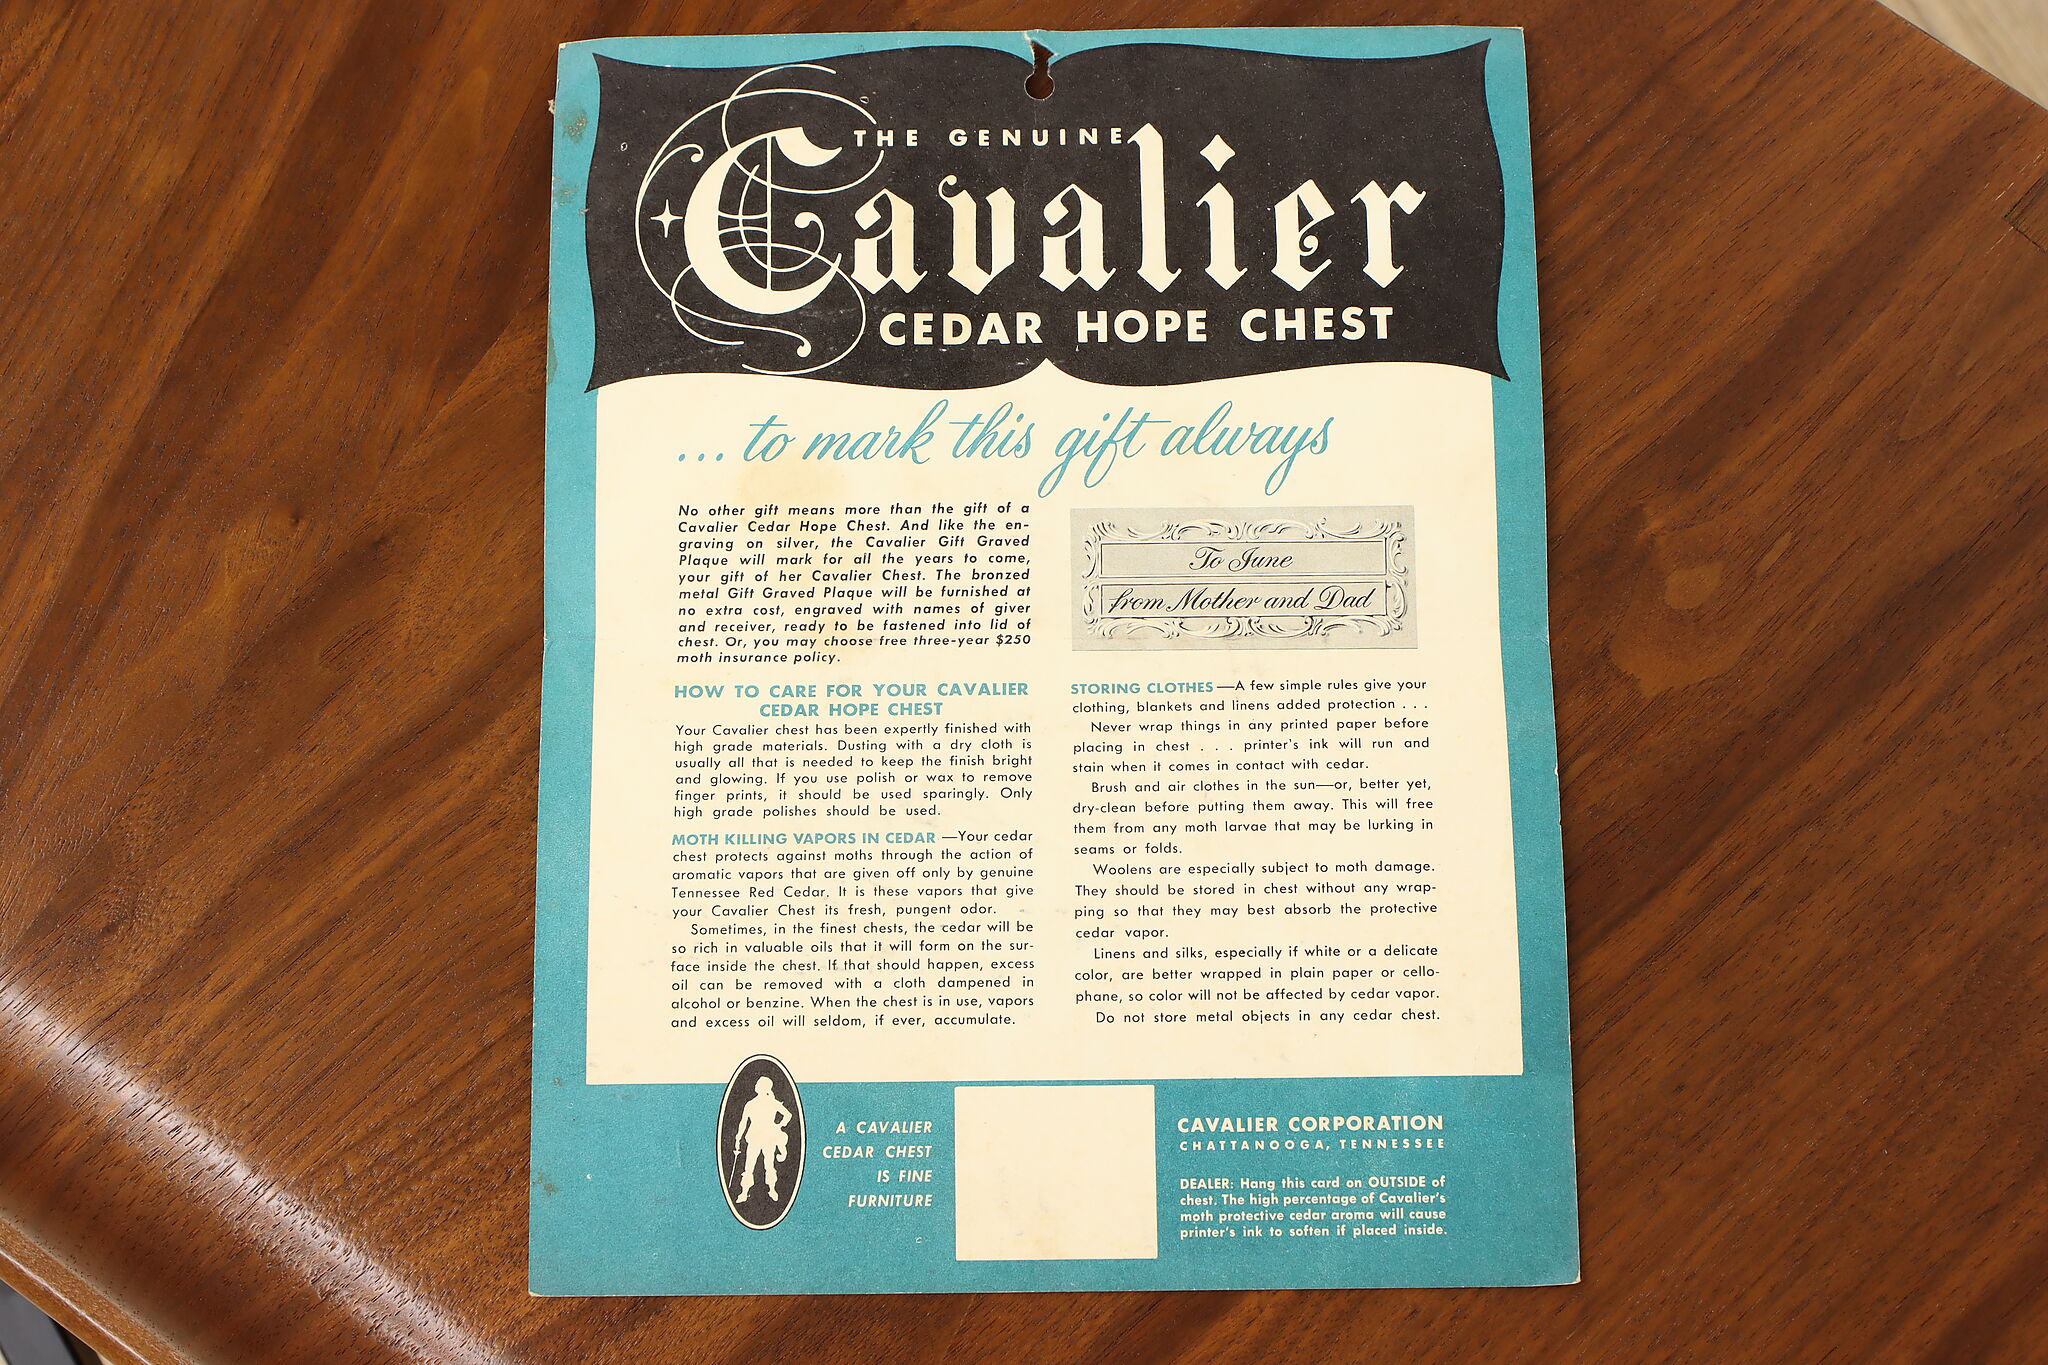 THE GENUINE
Cavalier
CEDAR HOPE CHEST
... to mark this gift always
No other gift means more than the gift of a
Cavalier Cedar Hope Chest. And like the en-
graving on silver, the Cavalier Gift Graved
Plaque will mark for all the years to come,
your gift of her Cavalier Chest. The bronzed
metal Gift Graved Plaque will be furnished at
no extra cost, engraved with names of giver
and receiver, ready to be fastened into lid of
chest. Or, you may choose free three-year $250
moth insurance policy.
To June
from Mother and Dad
HOW TO CARE FOR YOUR CAVALIER
CEDAR HOPE CHEST
Your Cavalier chest has been expertly finished with
high grade materials. Dusting with a dry cloth is
usually all that is needed to keep the finish bright
and glowing. If you use polish or wax to remove
finger prints, it should be used sparingly. Only
high grade polishes should be used.
MOTH KILLING VAPORS IN CEDAR —Your cedar
chest protects against moths through the action of
aromatic vapors that are given off only by genuine
Tennessee Red Cedar. It is these vapors that give
your Cavalier Chest its fresh, pungent odor.
Sometimes, in the finest chests, the cedar will be
so rich in valuable oils that it will form on the sur-
face inside the chest. If that should happen, excess
oil can be removed with a cloth dampened in
alcohol or benzine. When the chest is in use, vapors
and excess oil will seldom, if ever, accumulate.
STORING CLOTHES —A few simple rules give your
clothing, blankets and linens added protection . . .
Never wrap things in any printed paper before
placing in chest . . . printer's ink will run and
stain when it comes in contact with cedar.
Brush and air clothes in the sun—or, better yet,
dry-clean before putting them away. This will free
them from any moth larvae that may be lurking in
seams or folds.
Woolens are especially subject to moth damage.
They should be stored in chest without any wrap-
ping so that they may best absorb the protective
cedar vapor.
Linens and silks, especially if white or a delicate
color, are better wrapped in plain paper or cello-
phane, so color will not be affected by cedar vapor.
Do not store metal objects in any cedar chest.
A CAVALIER
CEDAR CHEST
IS FINE
FURNITURE
CAVALIER CORPORATION
CHATTANOOGA, TENNESSEE
DEALER: Hang this card on OUTSIDE of
chest. The high percentage of Cavalier's
moth protective cedar aroma will cause
printer's ink to soften if placed inside.